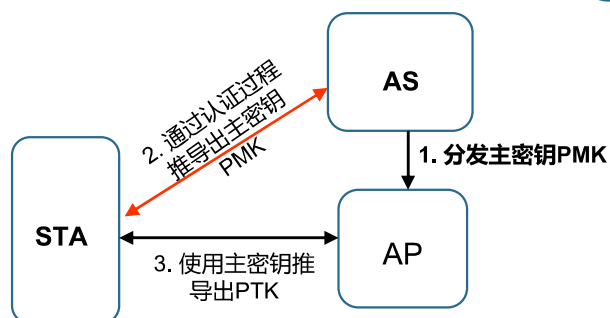 AS
2. 通过认证过程
推导出主密钥
PMK
1. 分发主密钥PMK
STA
AP
3. 使用主密钥推
导出PTK